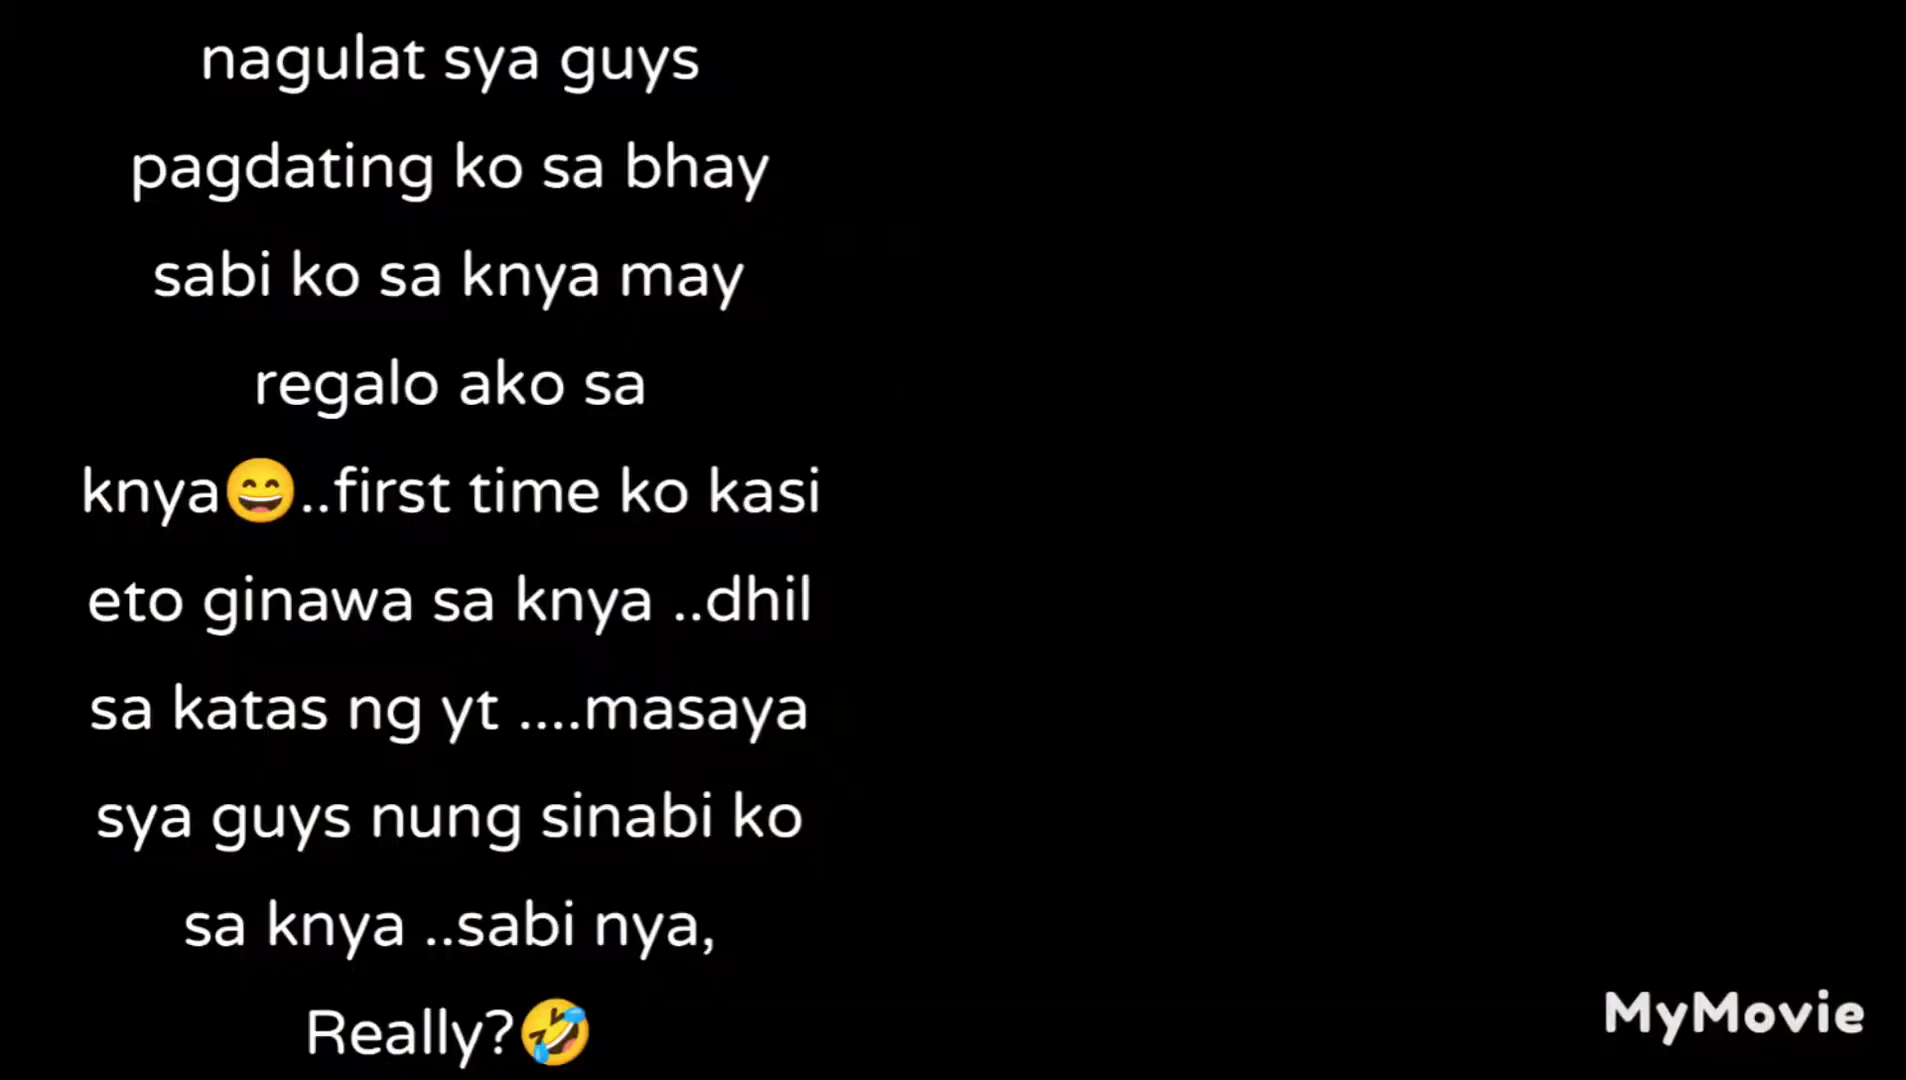 nagulat sya guys
pagdating ko sa bhay
sabi ko sa knya may
regalo ako sa
knya😄..first time ko kasi
eto ginawa sa knya ..dhil
sa katas ng yt ....masaya
sya guys nung sinabi ko
sa knya ..sabi nya,
Really?🤣
MyMovie